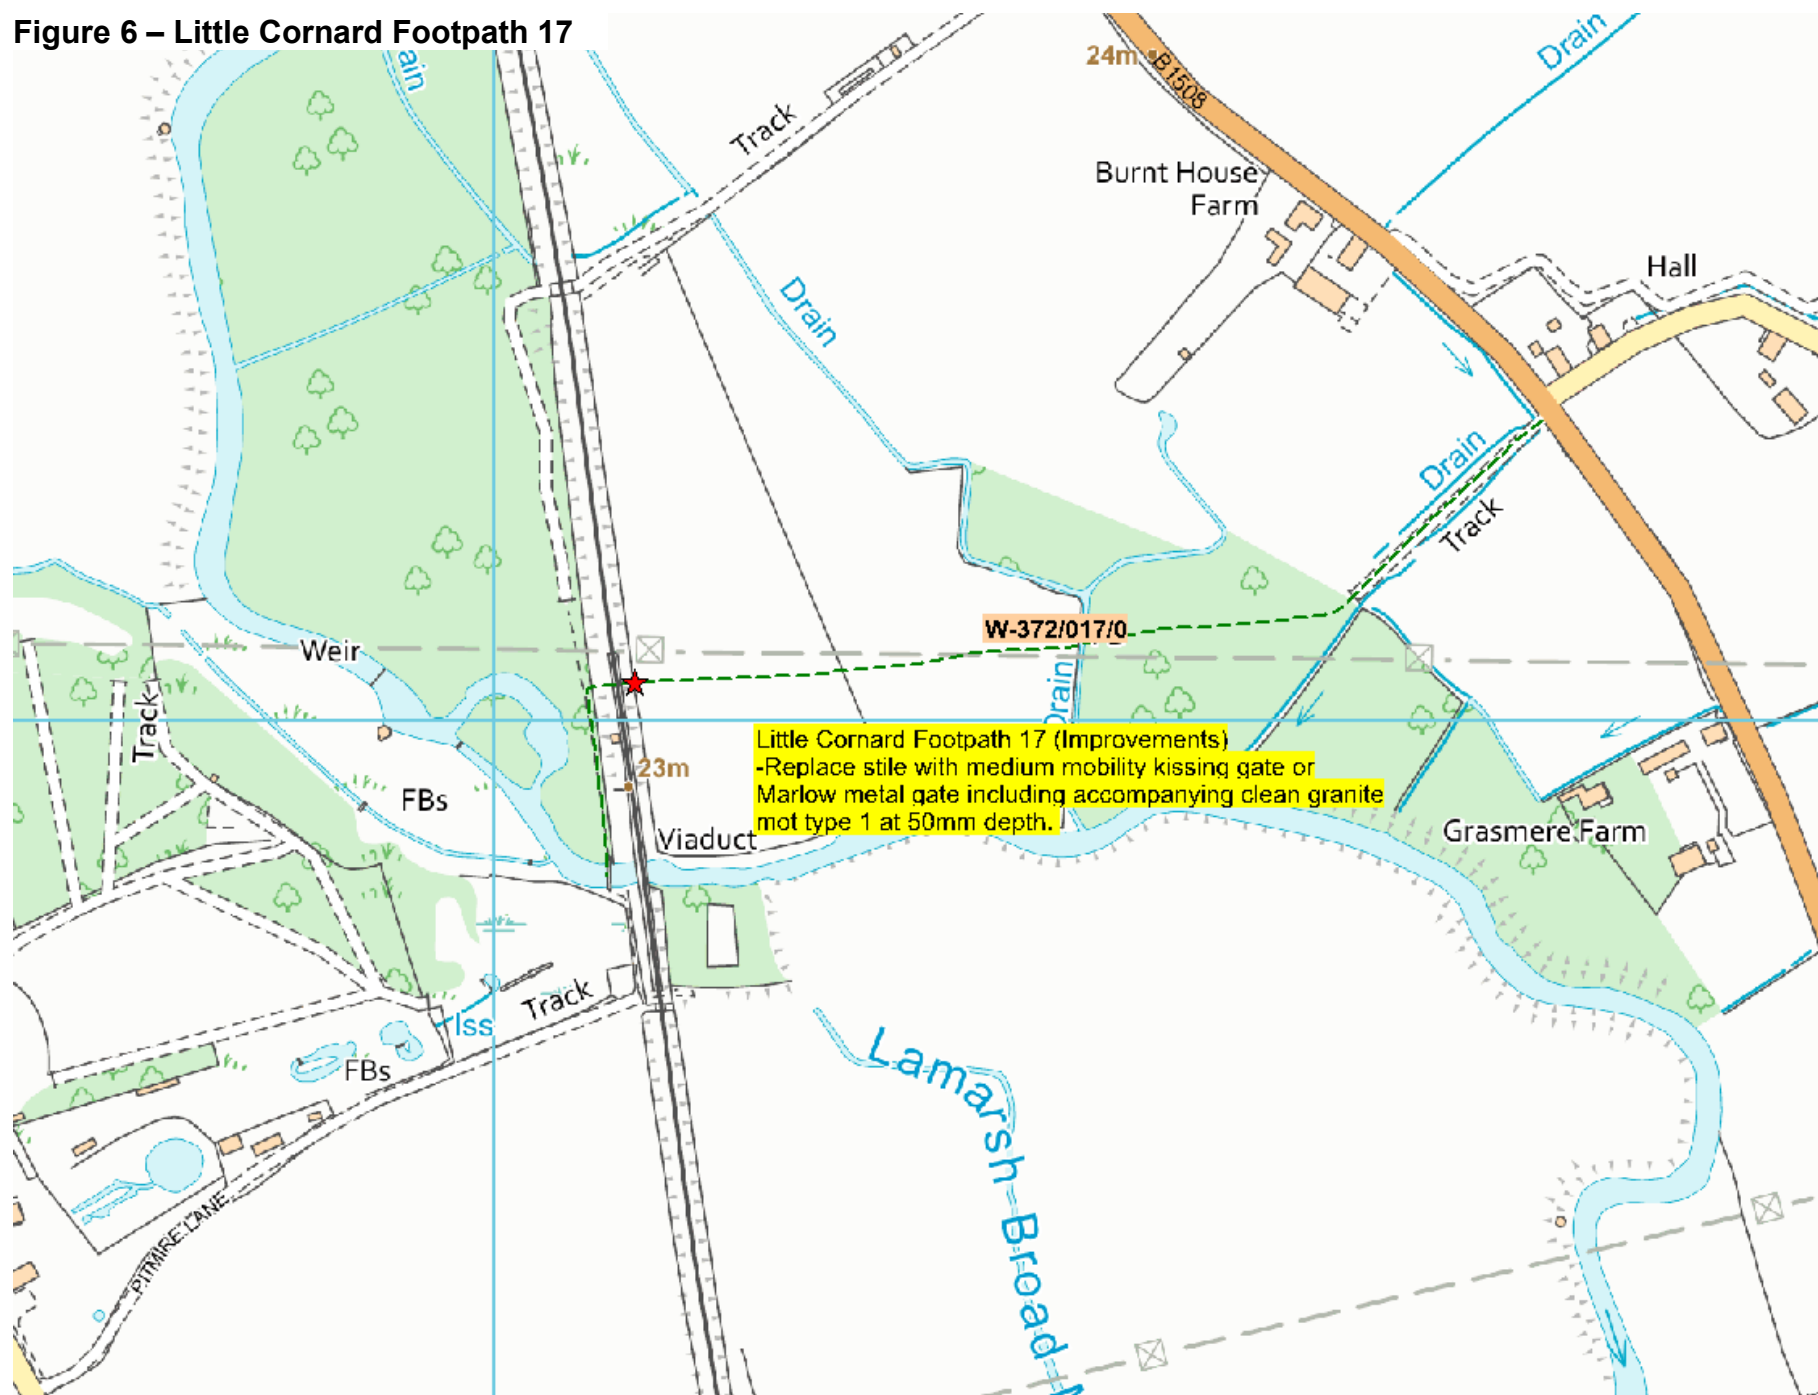 Figure 6 – Little Cornard Footpath 17
ain
24m
B1508
Drain
Track
Burnt House
Farm
Hall
Drain
Drain
Track
W-372/017/0
Weir
Track
Drain
23m
FBs
Viaduct
Little Cornard Footpath 17 (Improvements)
-Replace stile with medium mobility kissing gate or
Marlow metal gate including accompanying clean granite
mot type 1 at 50mm depth.
Grasmere Farm
Track
Iss
FBs
Lamarsh Broad
PITMIRE LANE